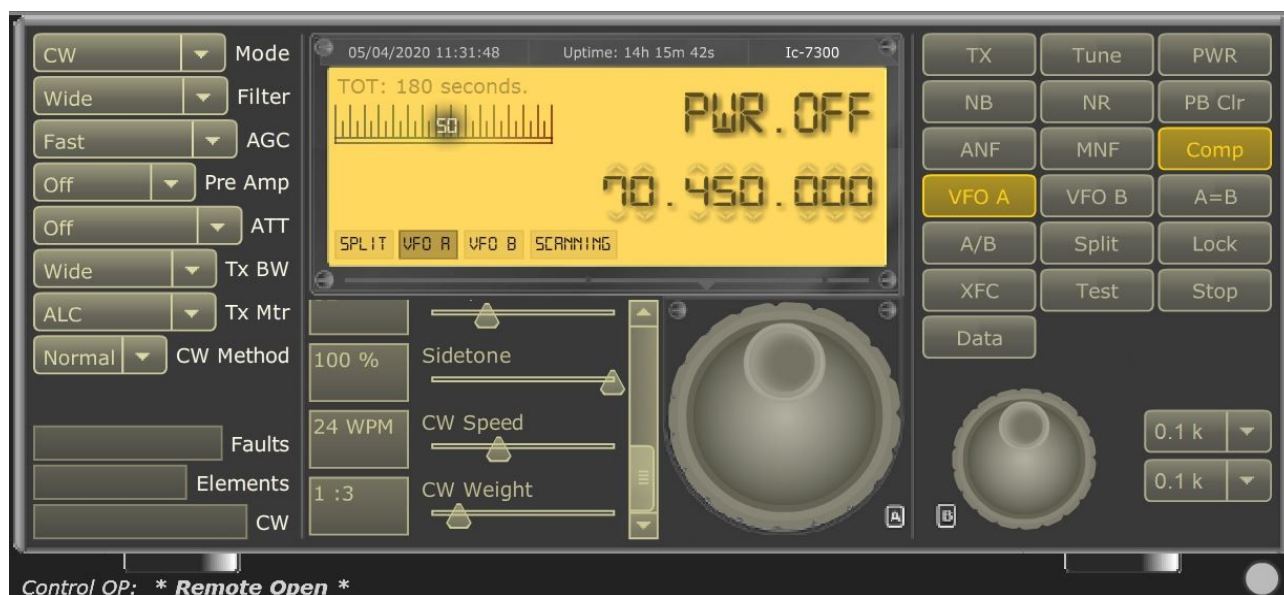 CW Mode
Wide Filter
Fast AGC
Off Pre Amp
Off ATT
Wide Tx BW
ALC Tx Mtr
Normal CW Method
Faults
Elements
CW
05/04/2020 11:31:48 Uptime: 14h 15m 42s Ic-7300
TOT: 180 seconds.
S0
PWR.OFF
70.450.000
SPLIT VFO A VFO B SCANNING
100 % Sidetone
24 WPM CW Speed
1 :3 CW Weight
A
TX Tune PWR
NB NR PB Clr
ANF MNF Comp
VFO A VFO B A=B
A/B Split Lock
XFC Test Stop
Data
0.1 k
0.1 k
B
Control OP: * Remote Open *